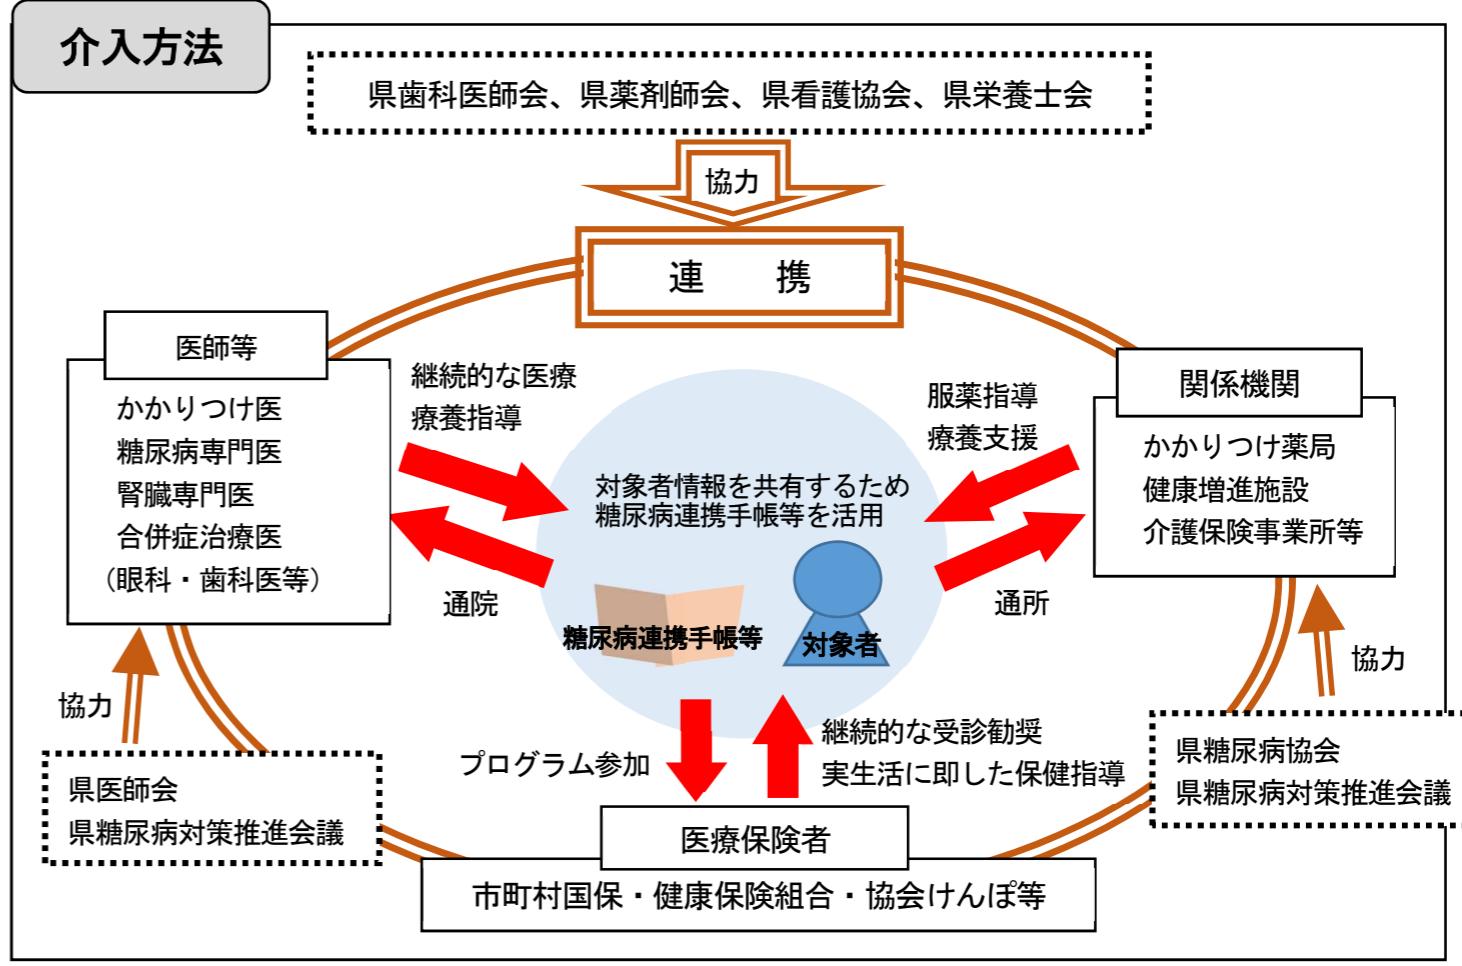 介入方法
県歯科医師会、県薬剤師会、県看護協会、県栄養士会
協力
連　携
医師等
かかりつけ医
糖尿病専門医
腎臓専門医
合併症治療医
（眼科・歯科医等）
継続的な医療
療養指導
通院
対象者情報を共有するため
糖尿病連携手帳等を活用
糖尿病連携手帳等
対象者
服薬指導
療養支援
通所
関係機関
かかりつけ薬局
健康増進施設
介護保険事業所等
協力
県医師会
県糖尿病対策推進会議
プログラム参加
継続的な受診勧奨
実生活に即した保健指導
協力
県糖尿病協会
県糖尿病対策推進会議
医療保険者
市町村国保・健康保険組合・協会けんぽ等